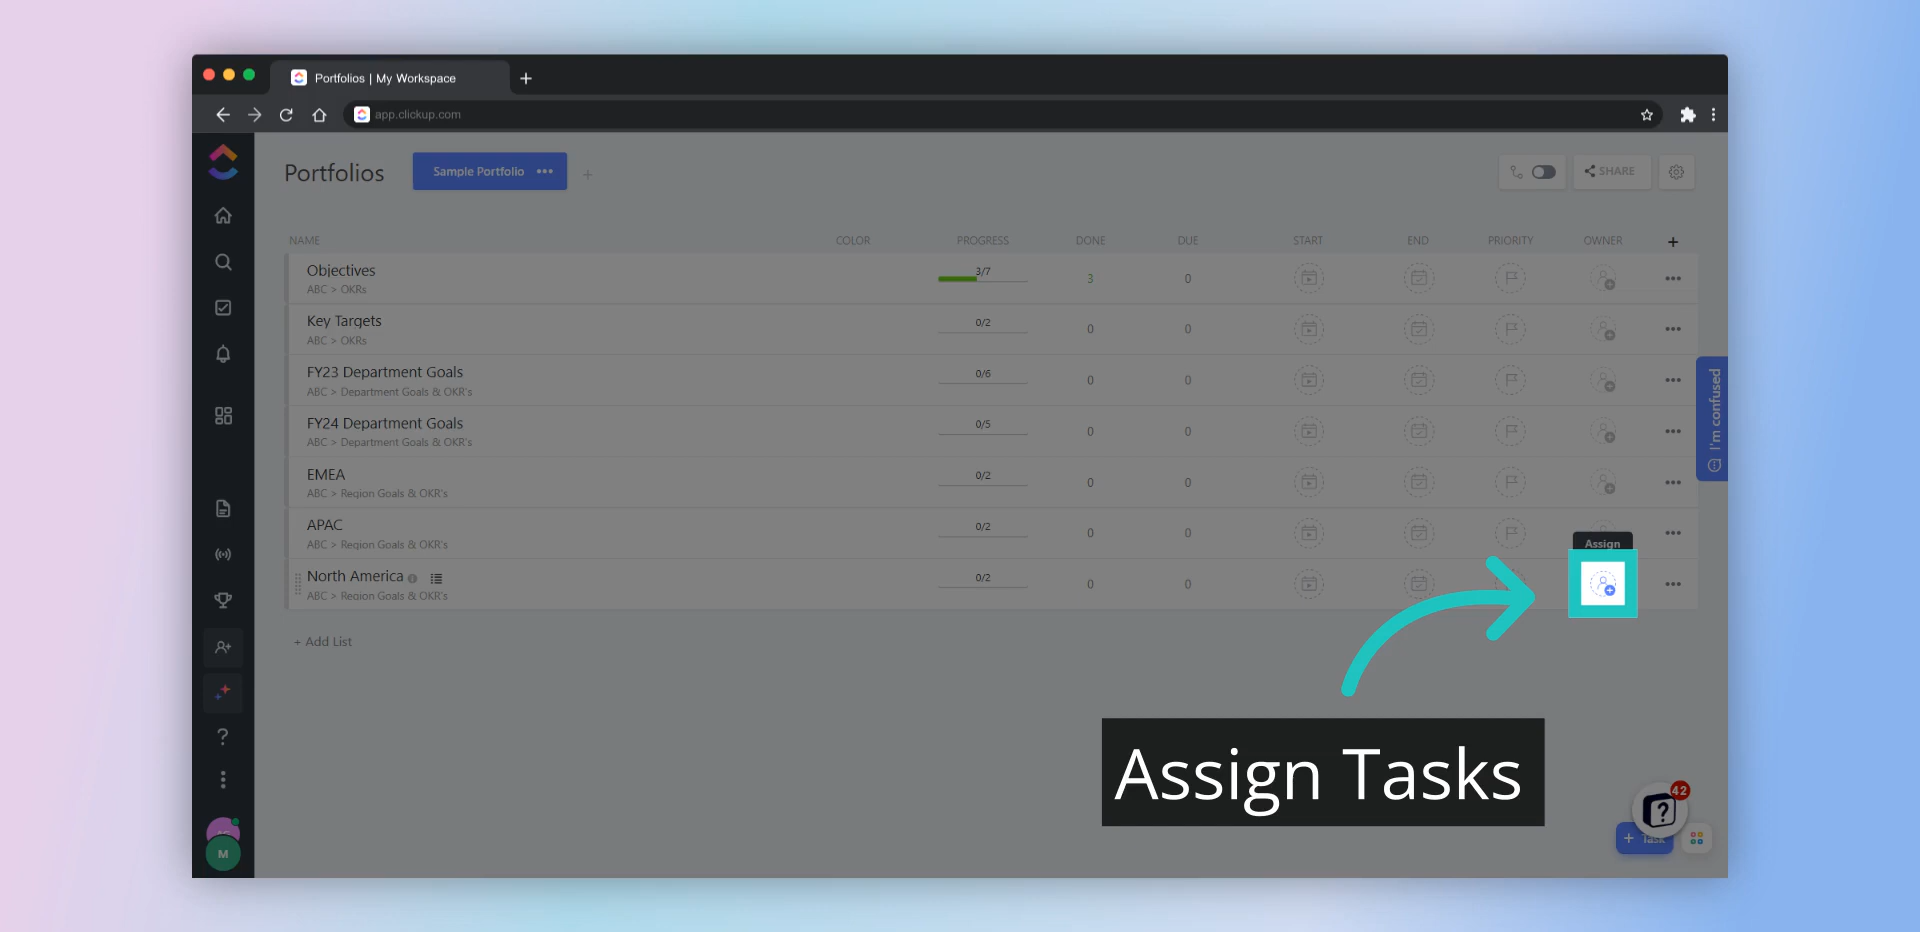 Portfolios | My Workspace
app.clickup.com
Portfolios
Sample Portfolio
SHARE
NAME COLOR PROGRESS DONE DUE START END PRIORITY OWNER
Objectives 3/7 3 0
ABC > OKRs
Key Targets 0/2 0 0
ABC > OKRs
FY23 Department Goals 0/6 0 0
ABC > Department Goals & OKR's
FY24 Department Goals 0/5 0 0
ABC > Department Goals & OKR's
EMEA 0/2 0 0
ABC > Region Goals & OKR's
APAC 0/2 0 0
ABC > Region Goals & OKR's
Assign
North America 0/2 0 0
ABC > Region Goals & OKR's
+ Add List
I'm confused
Assign Tasks
42
?
+ Task
M